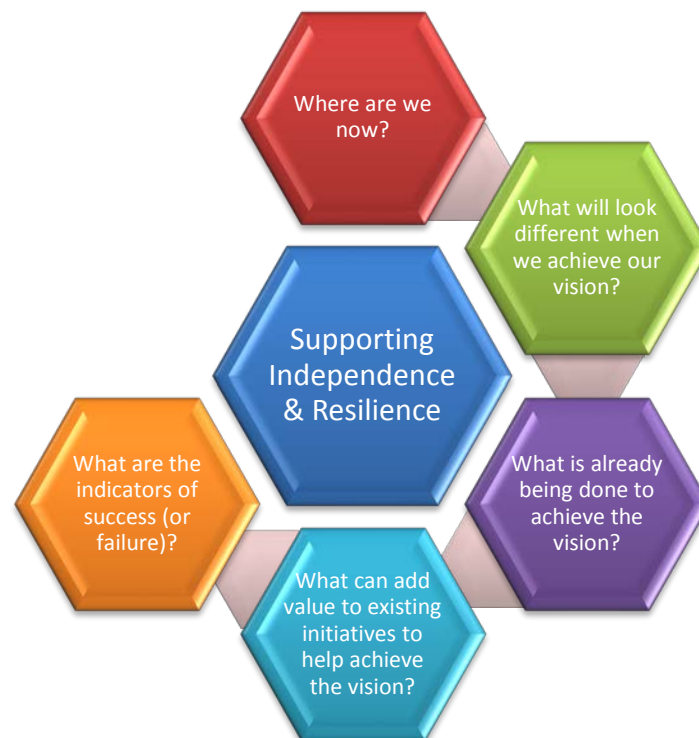 Where are we
now?
What will look
different when
we achieve our
vision?
Supporting
Independence
& Resilience
What is already
being done to
achieve the
vision?
What can add
value to existing
initiatives to
help achieve
the vision?
What are the
indicators of
success (or
failure)?